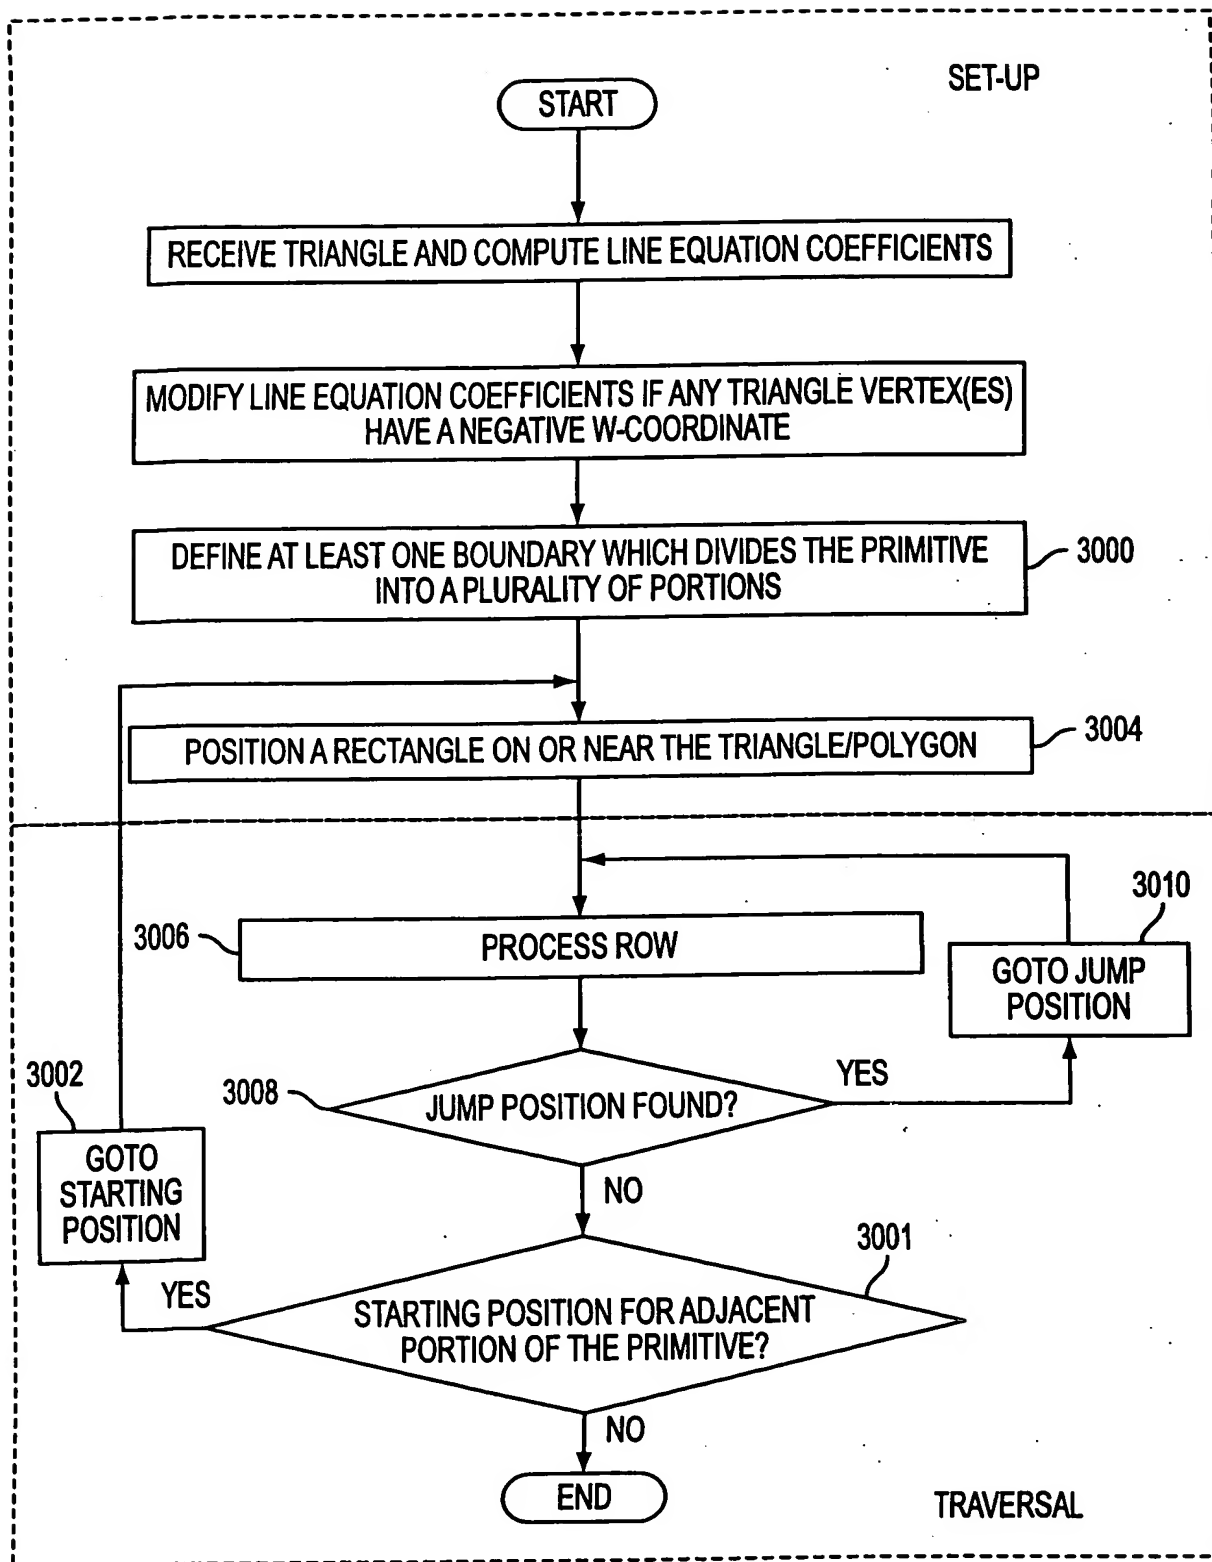 SET-UP
START
RECEIVE TRIANGLE AND COMPUTE LINE EQUATION COEFFICIENTS
MODIFY LINE EQUATION COEFFICIENTS IF ANY TRIANGLE VERTEX(ES)
HAVE A NEGATIVE W-COORDINATE
DEFINE AT LEAST ONE BOUNDARY WHICH DIVIDES THE PRIMITIVE
INTO A PLURALITY OF PORTIONS
3000
POSITION A RECTANGLE ON OR NEAR THE TRIANGLE/POLYGON
3004
3006
PROCESS ROW
3010
GOTO JUMP
POSITION
3008
JUMP POSITION FOUND?
YES
3002
GOTO
STARTING
POSITION
NO
3001
YES
STARTING POSITION FOR ADJACENT
PORTION OF THE PRIMITIVE?
NO
END
TRAVERSAL